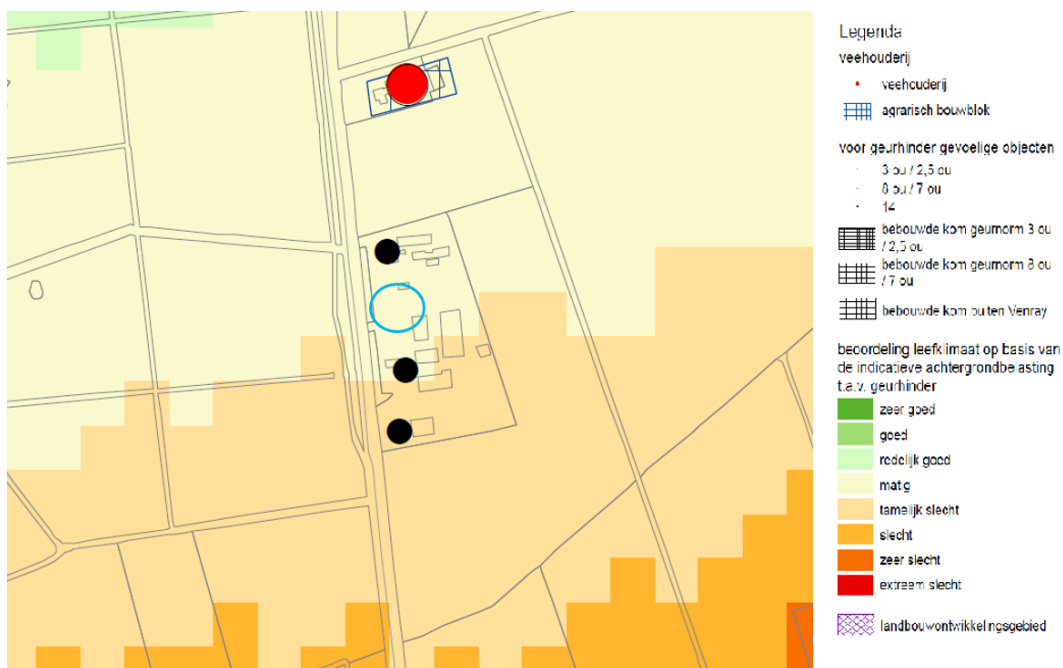 Legenda
veehouderij
veehouderij
agrarisch bouwblok
voor geurhinder gevoelige objecten
3 ou / 2,5 ou
8 ou / 7 ou
14
bebouwde kom geurnorm 3 ou
/ 2,5 ou
bebouwde kom geurnorm 8 ou
/ 7 ou
bebouwde kom buiten Venray
beoordeling leefklimaat op basis van
de indicatieve achtergrondbelasting
t.a.v. geurhinder
zeer goed
goed
redelijk goed
matig
tamelijk slecht
slecht
zeer slecht
extreem slecht
landbouwontwikkelingsgebied